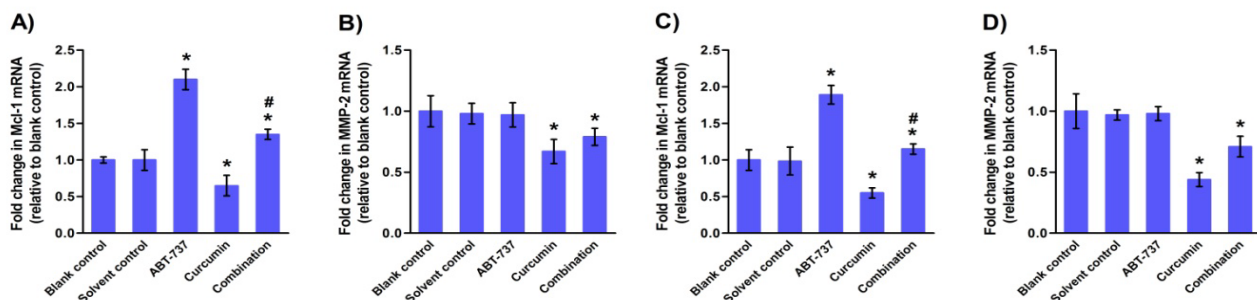 A)
Fold change in Mcl-1 mRNA
(relative to blank control)
2.5
2.0
1.5
1.0
0.5
0.0
*
*
#
*
Blank control
Solvent control
ABT-737
Curcumin
Combination
B)
Fold change in MMP-2 mRNA
(relative to blank control)
1.5
1.0
0.5
0.0
*
*
Blank control
Solvent control
ABT-737
Curcumin
Combination
C)
Fold change in Mcl-1 mRNA
(relative to blank control)
2.5
2.0
1.5
1.0
0.5
0.0
*
*
#
*
Blank control
Solvent control
ABT-737
Curcumin
Combination
D)
Fold change in MMP-2 mRNA
(relative to blank control)
1.5
1.0
0.5
0.0
*
*
Blank control
Solvent control
ABT-737
Curcumin
Combination